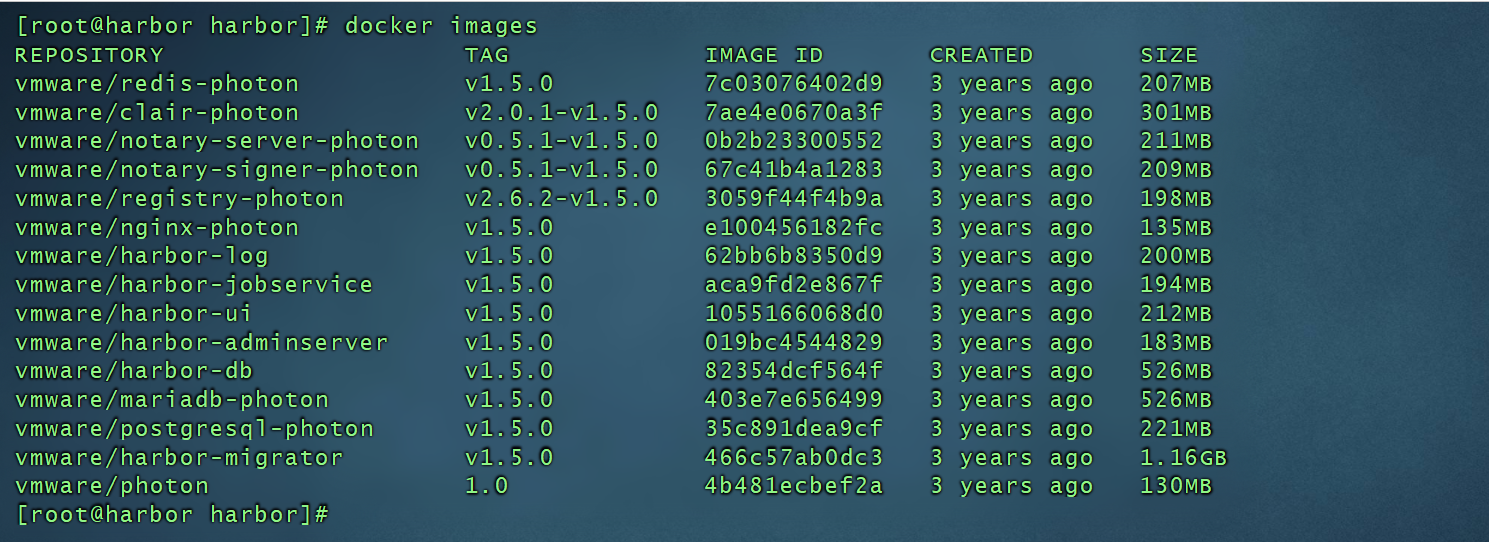 [root@harbor harbor]# docker images
REPOSITORY TAG IMAGE ID CREATED SIZE
vmware/redis-photon v1.5.0 7c03076402d9 3 years ago 207MB
vmware/clair-photon v2.0.1-v1.5.0 7ae4e0670a3f 3 years ago 301MB
vmware/notary-server-photon v0.5.1-v1.5.0 0b2b23300552 3 years ago 211MB
vmware/notary-signer-photon v0.5.1-v1.5.0 67c41b4a1283 3 years ago 209MB
vmware/registry-photon v2.6.2-v1.5.0 3059f44f4b9a 3 years ago 198MB
vmware/nginx-photon v1.5.0 e100456182fc 3 years ago 135MB
vmware/harbor-log v1.5.0 62bb6b8350d9 3 years ago 200MB
vmware/harbor-jobservice v1.5.0 aca9fd2e867f 3 years ago 194MB
vmware/harbor-ui v1.5.0 1055166068d0 3 years ago 212MB
vmware/harbor-adminserver v1.5.0 019bc4544829 3 years ago 183MB
vmware/harbor-db v1.5.0 82354dcf564f 3 years ago 526MB
vmware/mariadb-photon v1.5.0 403e7e656499 3 years ago 526MB
vmware/postgresql-photon v1.5.0 35c891dea9cf 3 years ago 221MB
vmware/harbor-migrator v1.5.0 466c57ab0dc3 3 years ago 1.16GB
vmware/photon 1.0 4b481ecbef2a 3 years ago 130MB
[root@harbor harbor]#